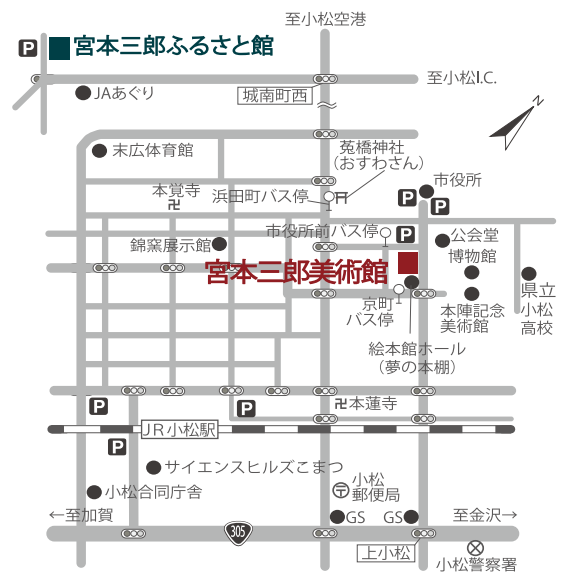 至小松空港
P
宮本三郎ふるさと館
至小松I.C.
JAあぐり
城南町西
N
末広体育館
菟橋神社
(おすわさん)
本覚寺
卍
浜田町バス停
市役所
P
P
市役所前バス停
P
錦窯展示館
公会堂
博物館
宮本三郎美術館
京町
バス停
本陣記念
美術館
県立
小松
高校
絵本館ホール
(夢の本棚)
P
P
卍本蓮寺
JR小松駅
P
サイエンスヒルズこまつ
小松合同庁舎
小松
郵便局
←至加賀
GS
GS
至金沢→
305
上小松
小松警察署